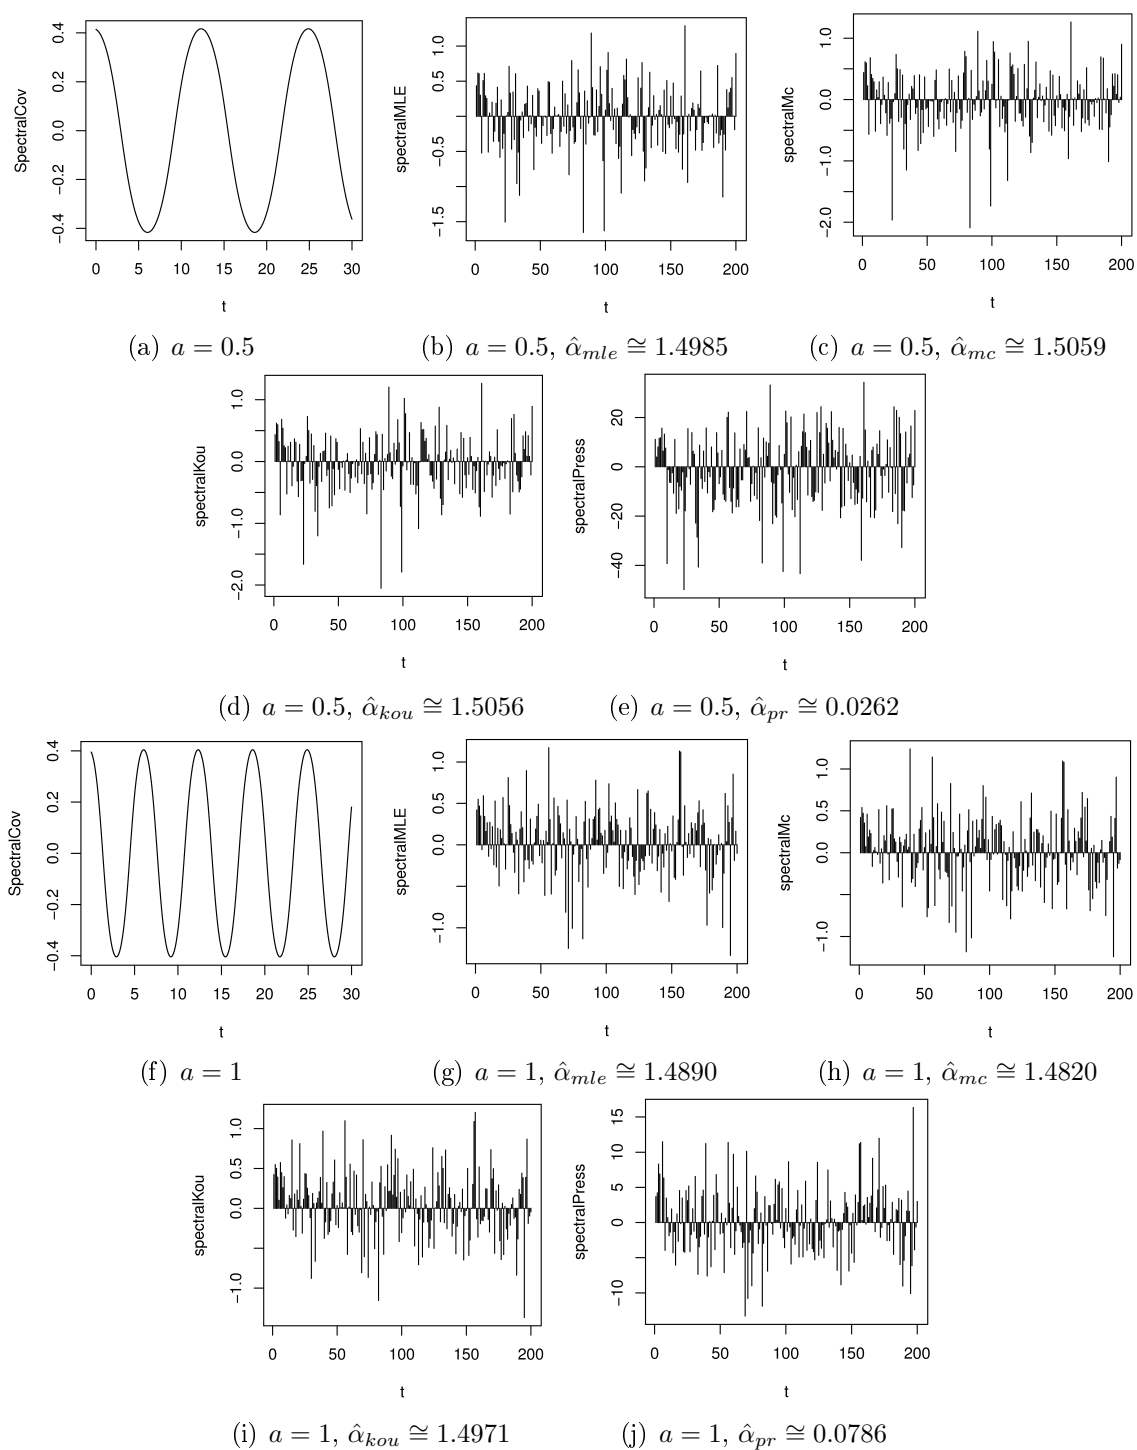 SpectralCov
0.4
0.2
0.0
−0.2
−0.4
0 5 10 15 20 25 30
t
spectralMLE
1.0
0.5
−0.5
−1.5
0 50 100 150 200
t
spectralMc
1.0
0.0
−1.0
−2.0
0 50 100 150 200
t
(a) a = 0.5
(b) a = 0.5, α̂mle ≅ 1.4985
(c) a = 0.5, α̂mc ≅ 1.5059
spectralKou
1.0
0.0
−1.0
−2.0
0 50 100 150 200
t
spectralPress
20
0
−20
−40
0 50 100 150 200
t
(d) a = 0.5, α̂kou ≅ 1.5056
(e) a = 0.5, α̂pr ≅ 0.0262
SpectralCov
0.4
0.2
0.0
−0.2
−0.4
0 5 10 15 20 25 30
t
spectralMLE
1.0
0.5
0.0
−1.0
0 50 100 150 200
t
spectralMc
1.0
0.5
0.0
−1.0
0 50 100 150 200
t
(f) a = 1
(g) a = 1, α̂mle ≅ 1.4890
(h) a = 1, α̂mc ≅ 1.4820
spectralKou
1.0
0.5
0.0
−1.0
0 50 100 150 200
t
spectralPress
15
10
5
0
−10
0 50 100 150 200
t
(i) a = 1, α̂kou ≅ 1.4971
(j) a = 1, α̂pr ≅ 0.0786